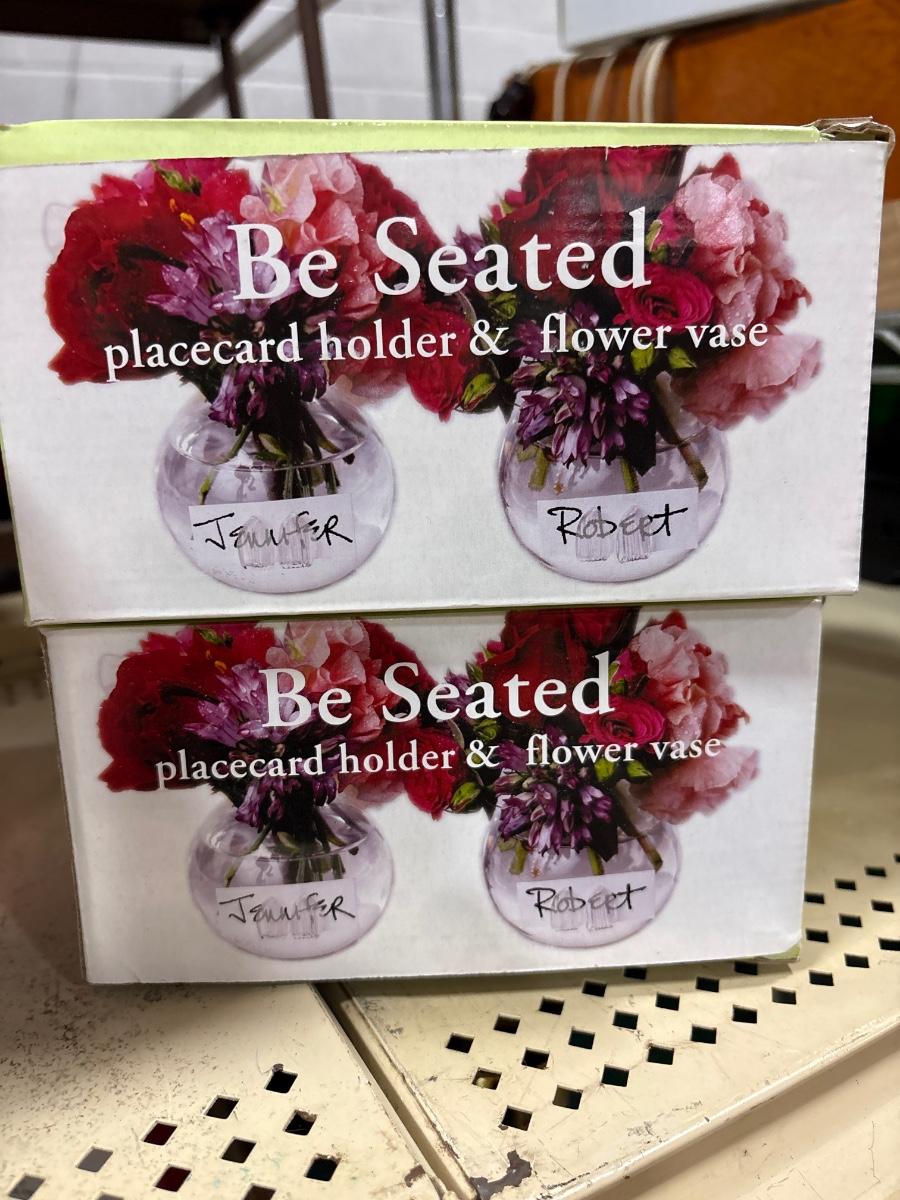 Be Seated
placecard holder & flower vase
JENNIFER
RobERT
Be Seated
placecard holder & flower vase
JENNIFER
RobERT